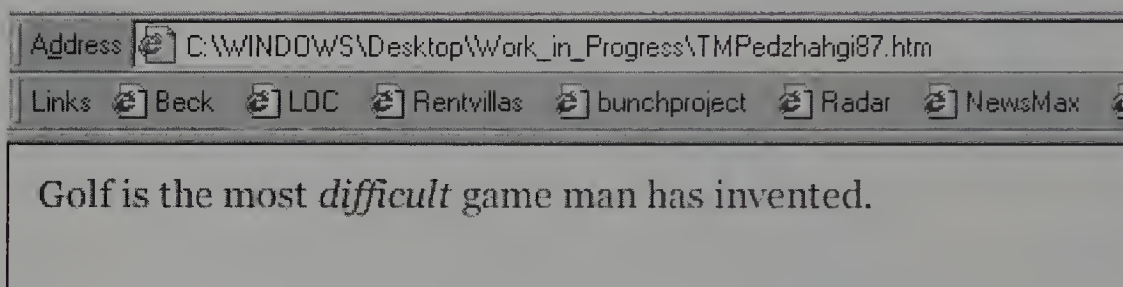 Address C:\WINDOWS\Desktop\Work_in_Progress\TMPedzhahgi87.htm
Links Beck LOC Rentvillas bunchproject Radar NewsMax
Golf is the most difficult game man has invented.